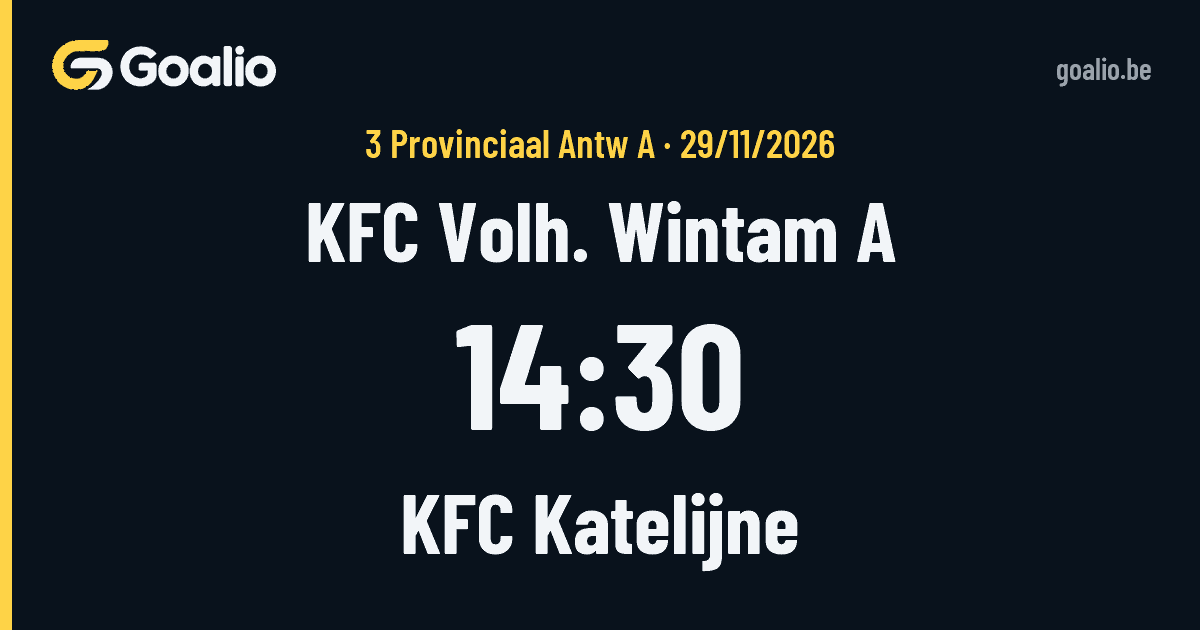 Goalio
goalio.be
3 Provinciaal Antw A · 29/11/2026
KFC Volh. Wintam A
14:30
KFC Katelijne